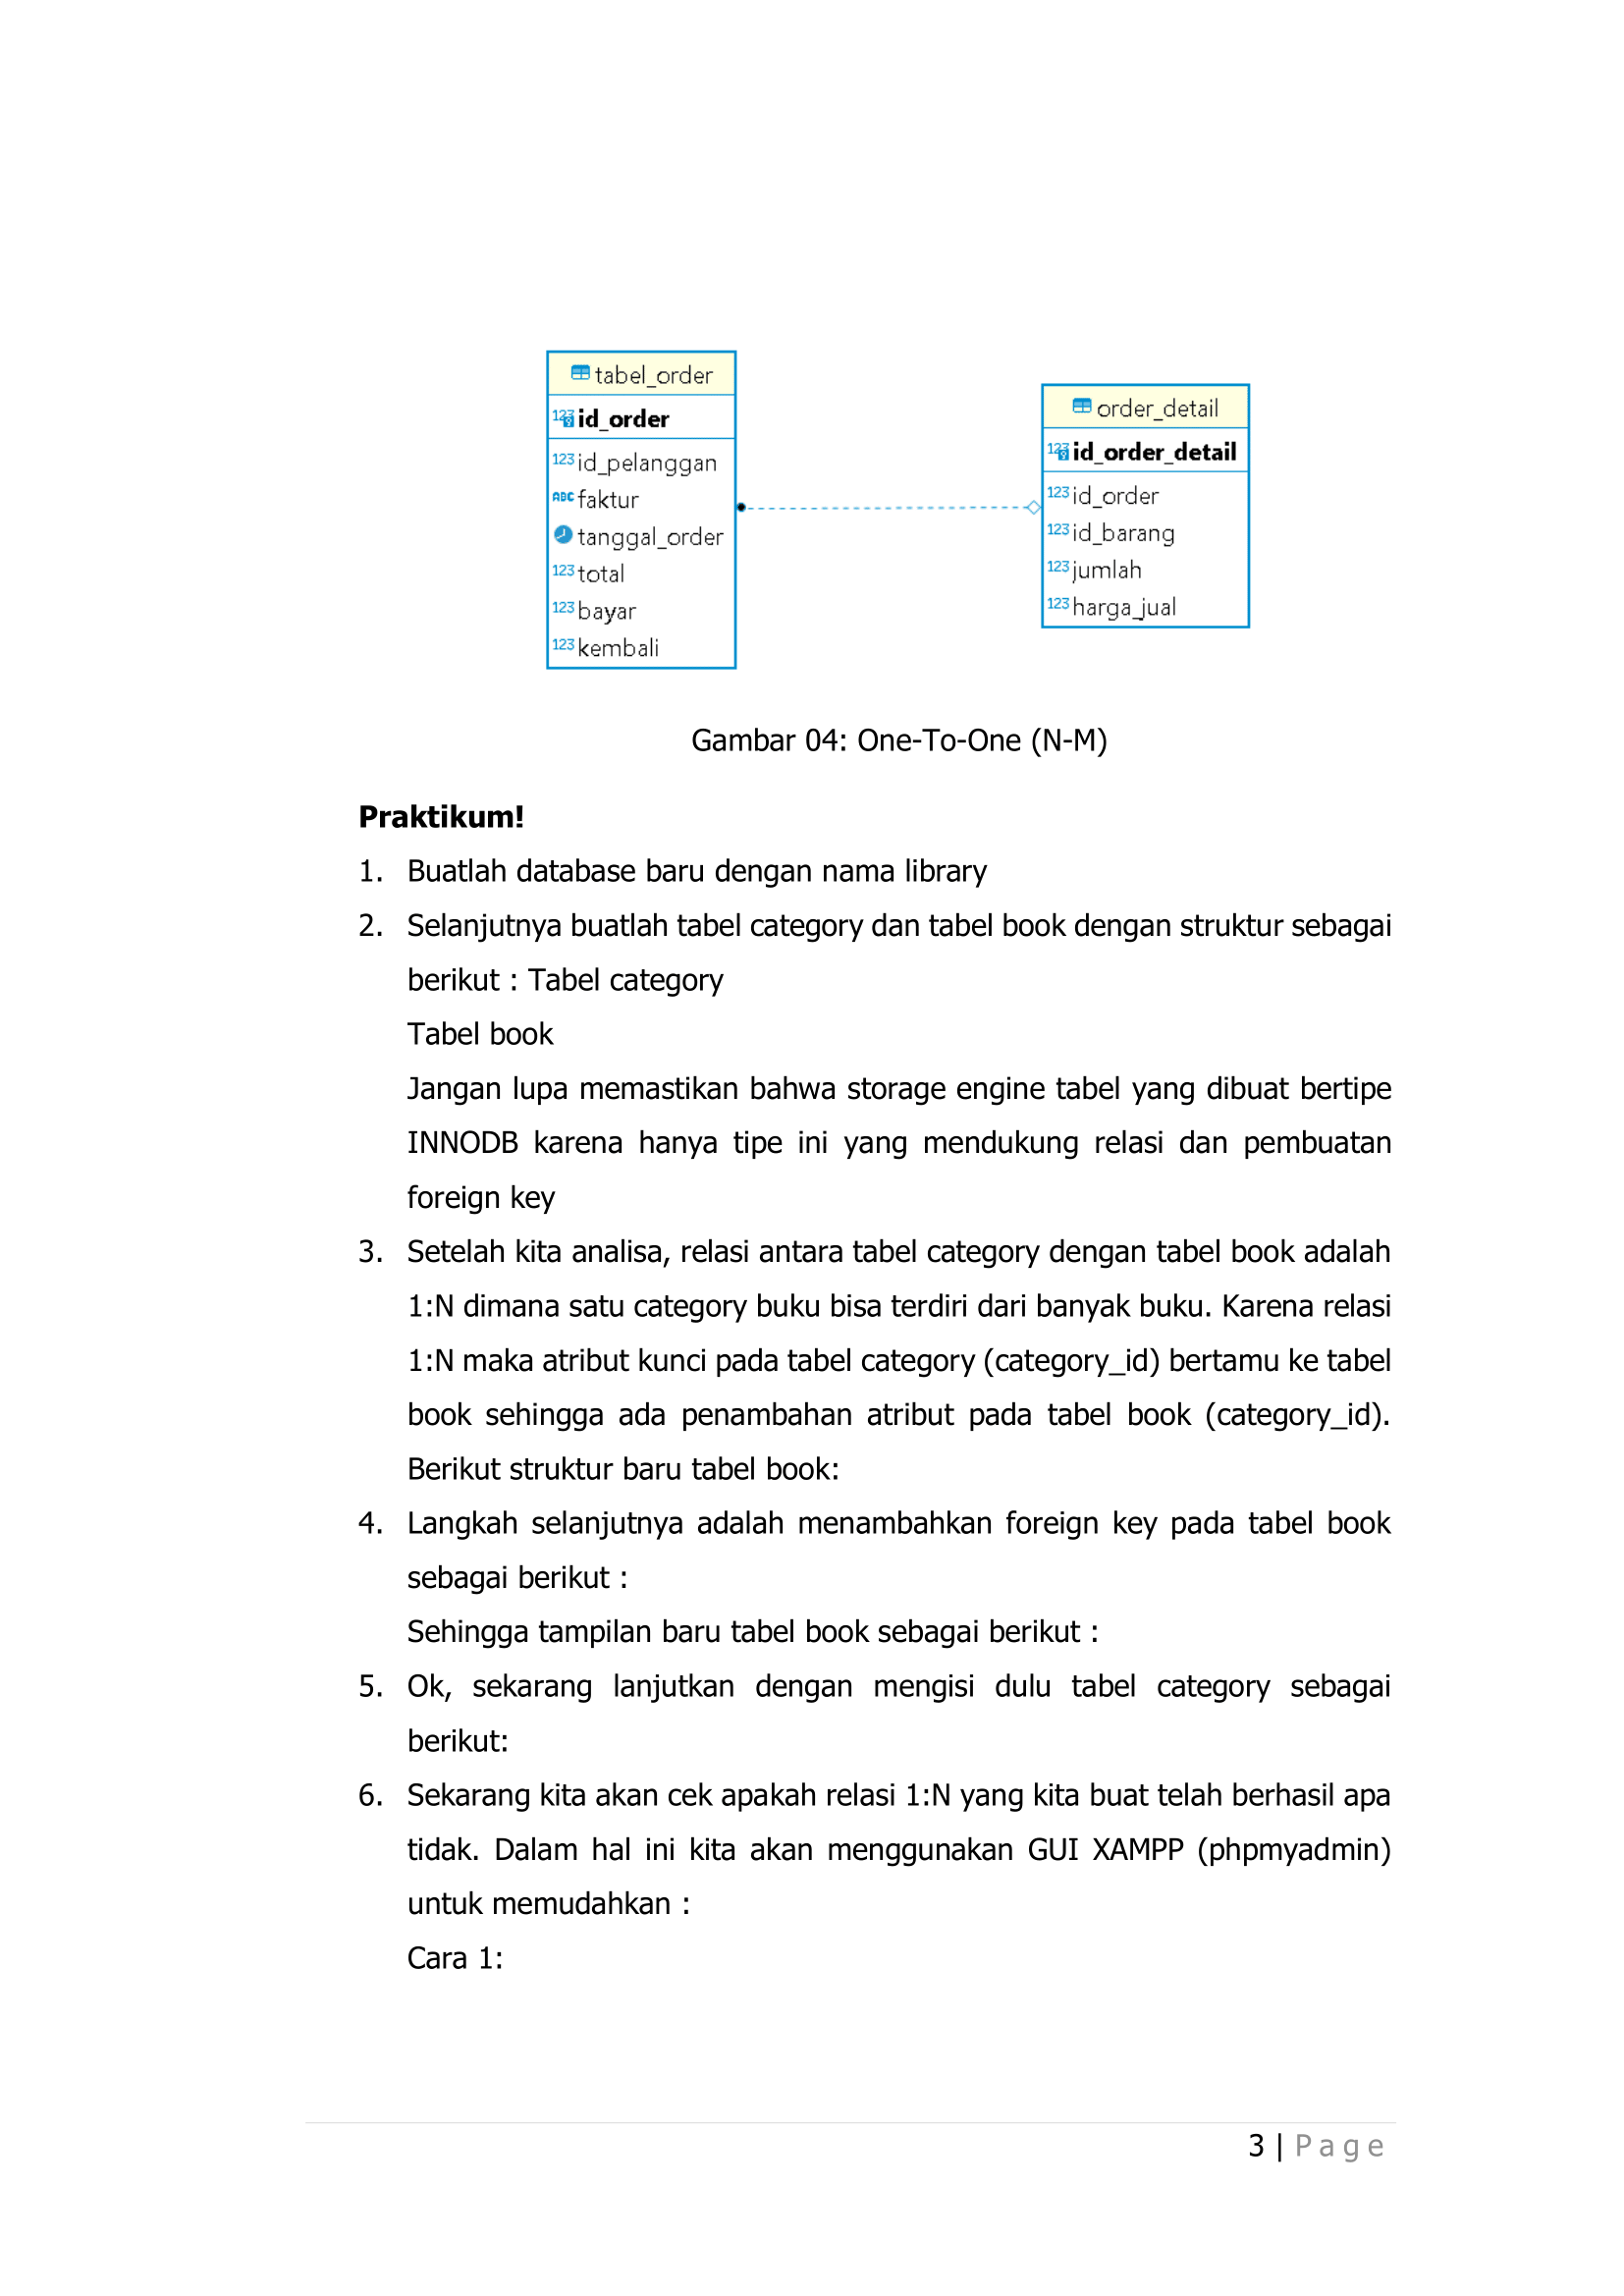 tabel_order
id_order
123 id_pelanggan
ABC faktur
tanggal_order
123 total
123 bayar
123 kembali
order_detail
id_order_detail
123 id_order
123 id_barang
123 jumlah
123 harga_jual
Gambar 04: One-To-One (N-M)
Praktikum!
1. Buatlah database baru dengan nama library
2. Selanjutnya buatlah tabel category dan tabel book dengan struktur sebagai
berikut : Tabel category
Tabel book
Jangan lupa memastikan bahwa storage engine tabel yang dibuat bertipe
INNODB karena hanya tipe ini yang mendukung relasi dan pembuatan
foreign key
3. Setelah kita analisa, relasi antara tabel category dengan tabel book adalah
1:N dimana satu category buku bisa terdiri dari banyak buku. Karena relasi
1:N maka atribut kunci pada tabel category (category_id) bertamu ke tabel
book sehingga ada penambahan atribut pada tabel book (category_id).
Berikut struktur baru tabel book:
4. Langkah selanjutnya adalah menambahkan foreign key pada tabel book
sebagai berikut :
Sehingga tampilan baru tabel book sebagai berikut :
5. Ok, sekarang lanjutkan dengan mengisi dulu tabel category sebagai
berikut:
6. Sekarang kita akan cek apakah relasi 1:N yang kita buat telah berhasil apa
tidak. Dalam hal ini kita akan menggunakan GUI XAMPP (phpmyadmin)
untuk memudahkan :
Cara 1:
3 | Page